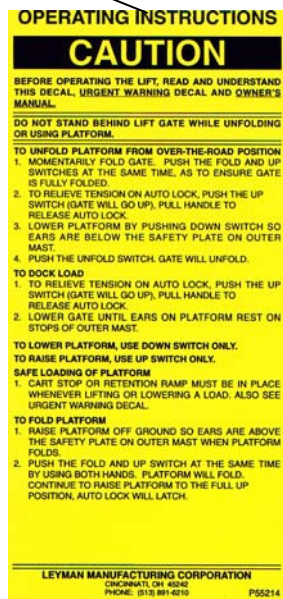 OPERATING INSTRUCTIONS
CAUTION
BEFORE OPERATING THE LIFT, READ AND UNDERSTAND
THIS DECAL, URGENT WARNING DECAL AND OWNER'S
MANUAL.
DO NOT STAND BEHIND LIFT GATE WHILE UNFOLDING
OR USING PLATFORM.
TO UNFOLD PLATFORM FROM OVER-THE-ROAD POSITION
1. MOMENTARILY FOLD GATE. PUSH THE FOLD AND UP
SWITCHES AT THE SAME TIME, AS TO ENSURE GATE
IS FULLY FOLDED.
2. TO RELIEVE TENSION ON AUTO LOCK, PUSH THE UP
SWITCH (GATE WILL GO UP), PULL HANDLE TO
RELEASE AUTO LOCK.
3. LOWER PLATFORM BY PUSHING DOWN SWITCH SO
EARS ARE BELOW THE SAFETY PLATE ON OUTER
MAST.
4. PUSH THE UNFOLD SWITCH. GATE WILL UNFOLD.
TO DOCK LOAD
1. TO RELIEVE TENSION ON AUTO LOCK, PUSH THE UP
SWITCH (GATE WILL GO UP), PULL HANDLE TO
RELEASE AUTO LOCK.
2. LOWER GATE UNTIL EARS ON PLATFORM REST ON
STOPS OF OUTER MAST.
TO LOWER PLATFORM, USE DOWN SWITCH ONLY.
TO RAISE PLATFORM, USE UP SWITCH ONLY.
SAFE LOADING OF PLATFORM
1. CART STOP OR RETENTION RAMP MUST BE IN PLACE
WHENEVER LIFTING OR LOWERING A LOAD. ALSO SEE
URGENT WARNING DECAL.
TO FOLD PLATFORM
1. RAISE PLATFORM OFF GROUND SO EARS ARE ABOVE
THE SAFETY PLATE ON OUTER MAST WHEN PLATFORM
FOLDS.
2. PUSH THE FOLD AND UP SWITCH AT THE SAME TIME
BY USING BOTH HANDS. PLATFORM WILL FOLD.
CONTINUE TO RAISE PLATFORM TO THE FULL UP
POSITION, AUTO LOCK WILL LATCH.
LEYMAN MANUFACTURING CORPORATION
CINCINNATI, OH 45242
PHONE: (513) 891-6210
P55214